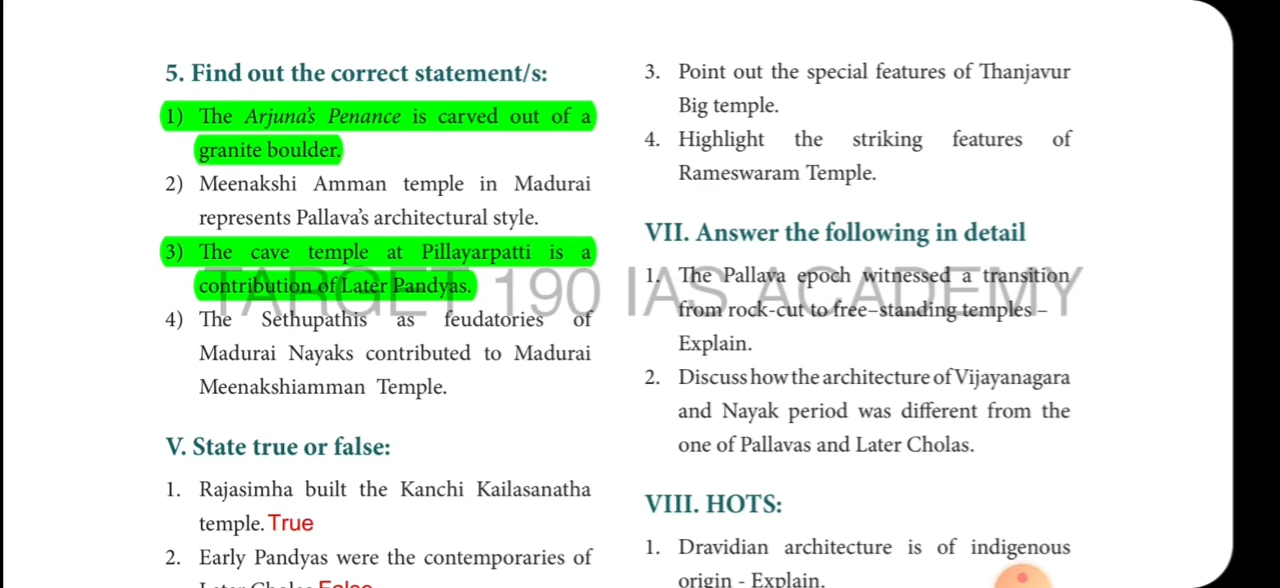 5. Find out the correct statement/s:
1) The Arjuna's Penance is carved out of a
granite boulder.
2) Meenakshi Amman temple in Madurai
represents Pallava's architectural style.
3) The cave temple at Pillayarpatti is a
contribution of Later Pandyas.
4) The Sethupathis as feudatories of
Madurai Nayaks contributed to Madurai
Meenakshiamman Temple.
V. State true or false:
1. Rajasimha built the Kanchi Kailasanatha
temple. True
2. Early Pandyas were the contemporaries of
3. Point out the special features of Thanjavur
Big temple.
4. Highlight the striking features of
Rameswaram Temple.
VII. Answer the following in detail
1. The Pallava epoch witnessed a transition
from rock-cut to free–standing temples –
Explain.
2. Discuss how the architecture of Vijayanagara
and Nayak period was different from the
one of Pallavas and Later Cholas.
VIII. HOTS:
1. Dravidian architecture is of indigenous
origin - Explain.
TARGET 190 IAS ACADEMY